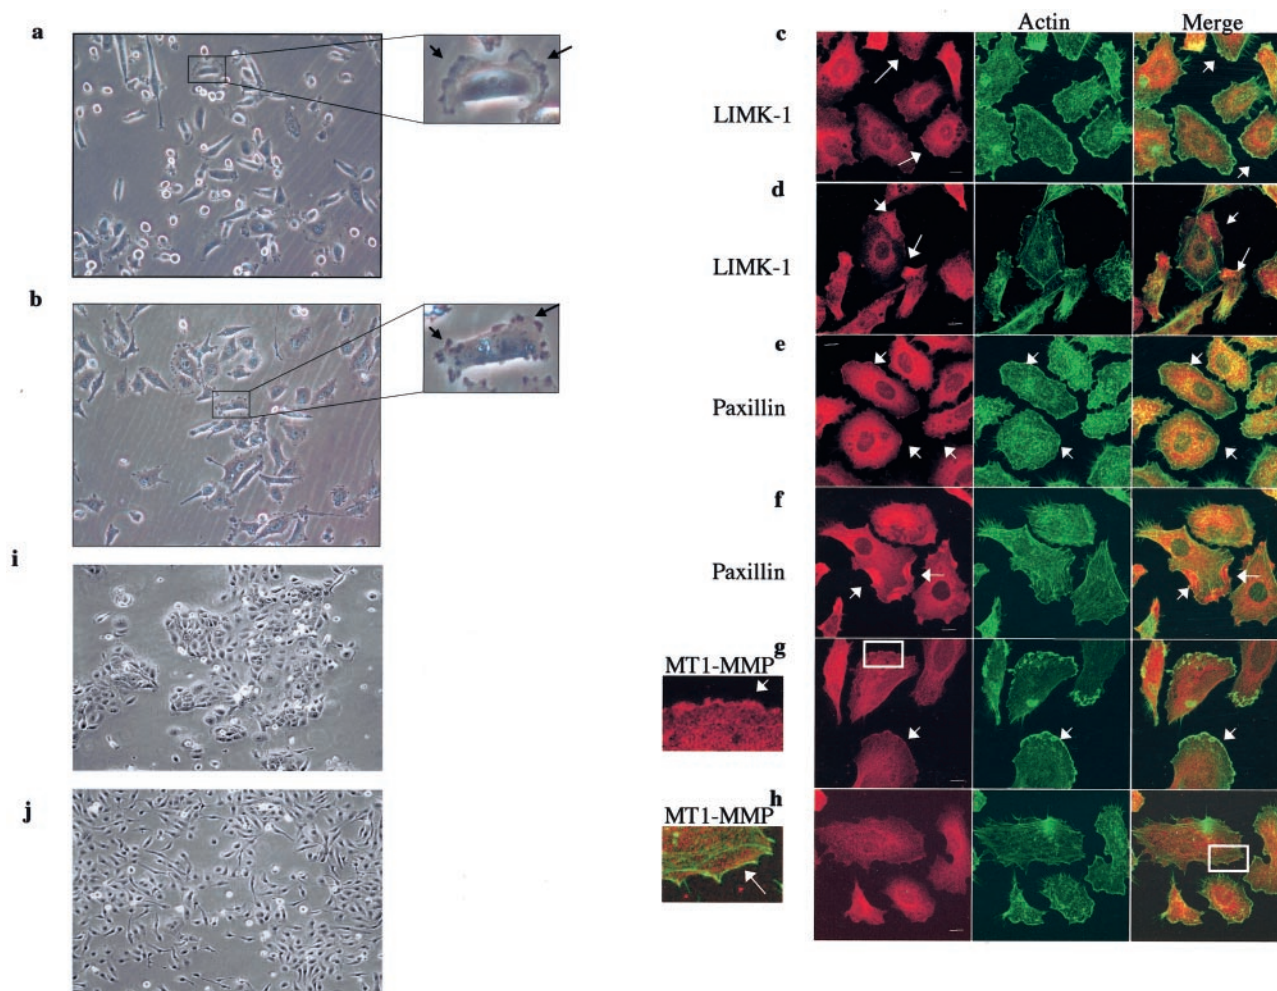 a
b
i
j
Actin Merge
c
LIMK-1
d
LIMK-1
e
Paxillin
f
Paxillin
g
MT1-MMP
h
MT1-MMP